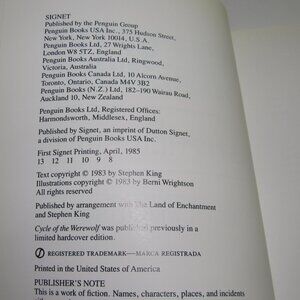 SIGNET
Published by the Penguin Group
Penguin Books USA Inc., 375 Hudson Street,
New York, New York 10014, U.S.A.
Penguin Books Ltd, 27 Wrights Lane,
London W8 5TZ, England
Penguin Books Australia Ltd, Ringwood,
Victoria, Australia
Penguin Books Canada Ltd, 10 Alcorn Avenue,
Toronto, Ontario, Canada M4V 3B2
Penguin Books (N.Z.) Ltd, 182–190 Wairau Road,
Auckland 10, New Zealand
Penguin Books Ltd, Registered Offices:
Harmondsworth, Middlesex, England
Published by Signet, an imprint of Dutton Signet,
a division of Penguin Books USA Inc.
First Signet Printing, April, 1985
13 12 11 10 9 8
Text copyright © 1983 by Stephen King
Illustrations copyright © 1983 by Berni Wrightson
All rights reserved
Published by arrangement with The Land of Enchantment
and Stephen King
Cycle of the Werewolf was published previously in a
limited hardcover edition.
REGISTERED TRADEMARK—MARCA REGISTRADA
Printed in the United States of America
PUBLISHER'S NOTE
This is a work of fiction. Names, characters, places, and incidents